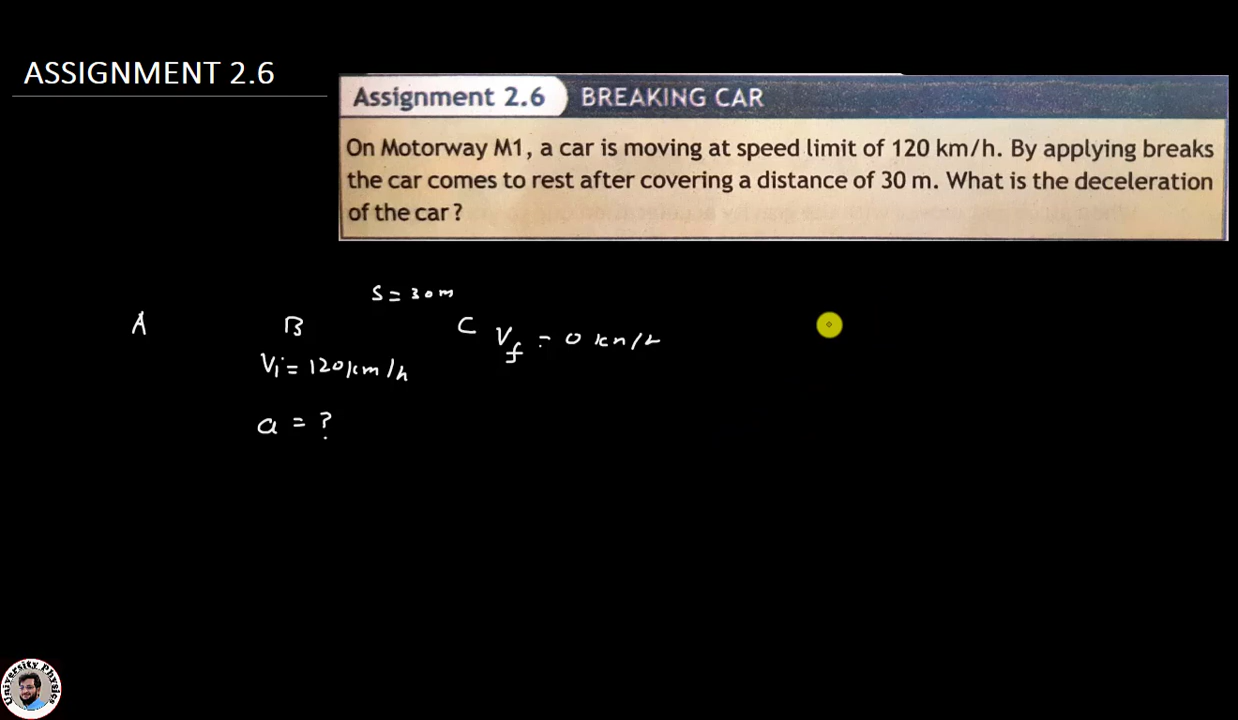 ASSIGNMENT 2.6
Assignment 2.6 BREAKING CAR
On Motorway M1, a car is moving at speed limit of 120 km/h. By applying breaks
the car comes to rest after covering a distance of 30 m. What is the deceleration
of the car?
S = 30m
A B C Vf = 0 km/h
Vi = 120km/h
a = ?
University Physics